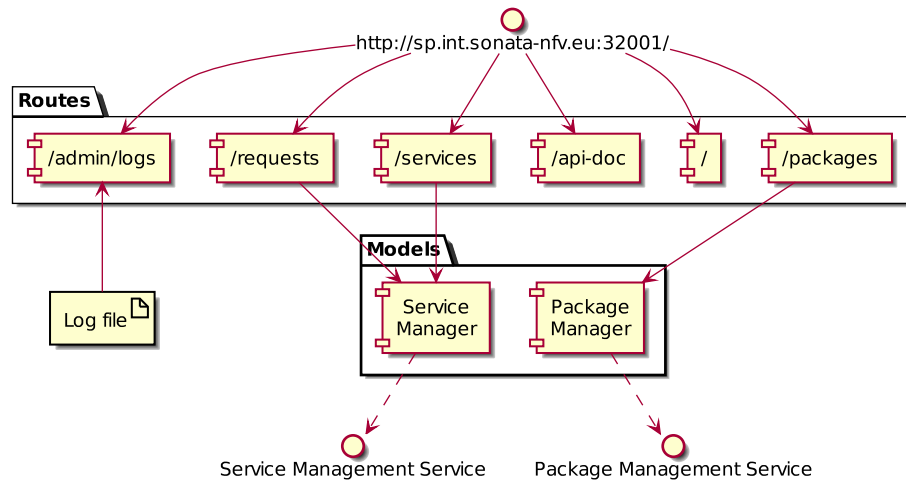 http://sp.int.sonata-nfv.eu:32001/
Routes
/admin/logs
/requests
/services
/api-doc
/
/packages
Models
Log file
Service
Manager
Package
Manager
Service Management Service
Package Management Service